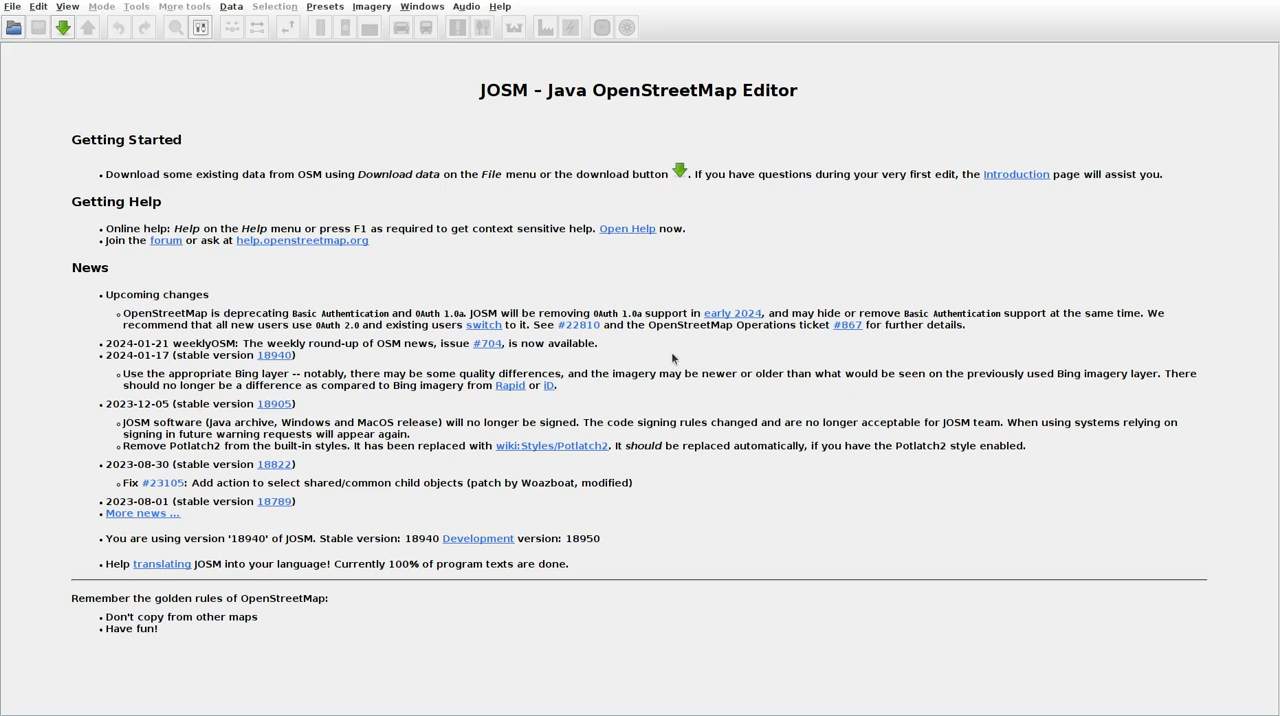 File Edit View Mode Tools More tools Data Selection Presets Imagery Windows Audio Help
JOSM – Java OpenStreetMap Editor
Getting Started
Download some existing data from OSM using Download data on the File menu or the download button . If you have questions during your very first edit, the Introduction page will assist you.
Getting Help
Online help: Help on the Help menu or press F1 as required to get context sensitive help. Open Help now.
Join the forum or ask at help.openstreetmap.org
News
Upcoming changes
OpenStreetMap is deprecating Basic Authentication and OAuth 1.0a. JOSM will be removing OAuth 1.0a support in early 2024, and may hide or remove Basic Authentication support at the same time. We
recommend that all new users use OAuth 2.0 and existing users switch to it. See #22810 and the OpenStreetMap Operations ticket #867 for further details.
2024-01-21 weeklyOSM: The weekly round-up of OSM news, issue #704, is now available.
2024-01-17 (stable version 18940)
Use the appropriate Bing layer -- notably, there may be some quality differences, and the imagery may be newer or older than what would be seen on the previously used Bing imagery layer. There
should no longer be a difference as compared to Bing imagery from Rapid or iD.
2023-12-05 (stable version 18905)
JOSM software (Java archive, Windows and MacOS release) will no longer be signed. The code signing rules changed and are no longer acceptable for JOSM team. When using systems relying on
signing in future warning requests will appear again.
Remove Potlatch2 from the built-in styles. It has been replaced with wiki:Styles/Potlatch2. It should be replaced automatically, if you have the Potlatch2 style enabled.
2023-08-30 (stable version 18822)
Fix #23105: Add action to select shared/common child objects (patch by Woazboat, modified)
2023-08-01 (stable version 18789)
More news ...
You are using version '18940' of JOSM. Stable version: 18940 Development version: 18950
Help translating JOSM into your language! Currently 100% of program texts are done.
Remember the golden rules of OpenStreetMap:
Don't copy from other maps
Have fun!